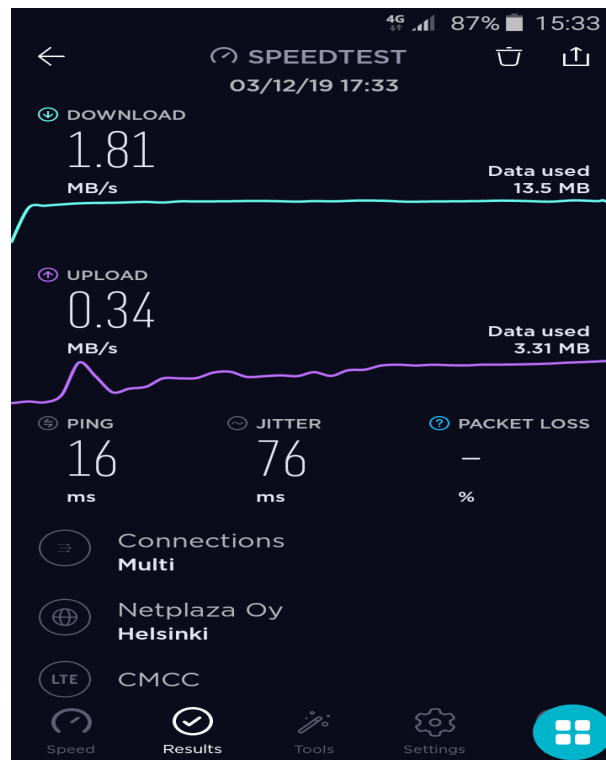 4G 87% 15:33
SPEEDTEST
03/12/19 17:33
DOWNLOAD
1.81
MB/s
Data used
13.5 MB
UPLOAD
0.34
MB/s
Data used
3.31 MB
PING JITTER ? PACKET LOSS
16 76 –
ms ms %
Connections
Multi
Netplaza Oy
Helsinki
LTE CMCC
Speed Results Tools Settings